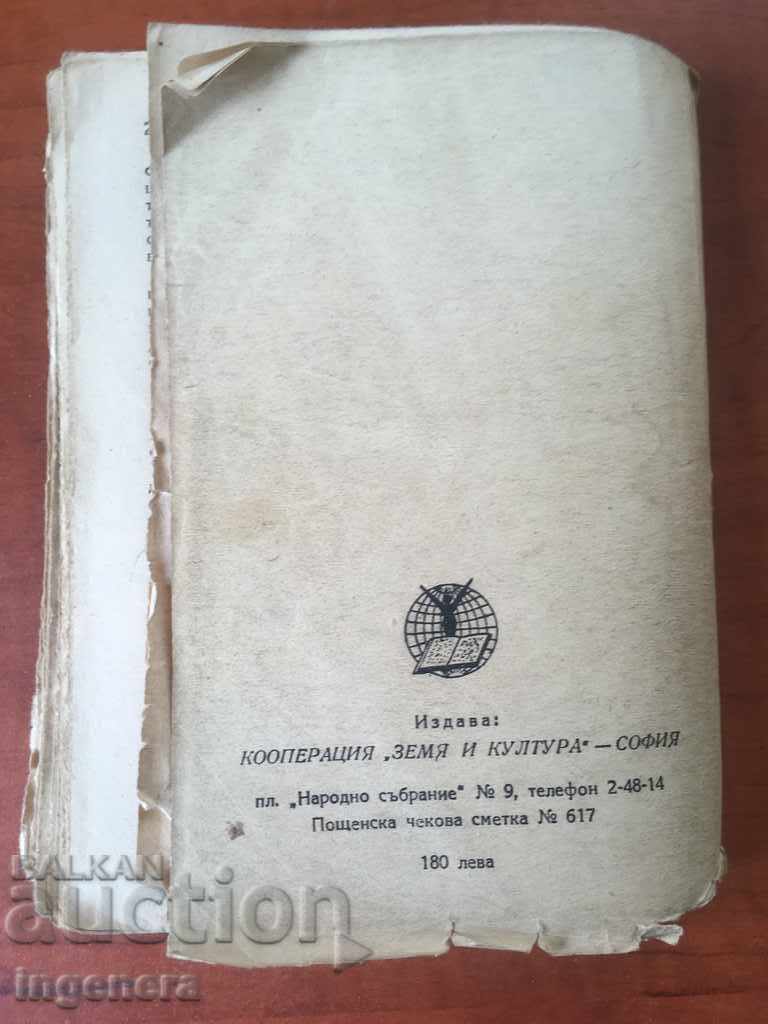 Издава:
КООПЕРАЦИЯ „ЗЕМЯ И КУЛТУРА“ — СОФИЯ
пл. „Народно събрание“ № 9, телефон 2-48-14
Пощенска чекова сметка № 617
180 лева
BALKAN
auction
ingenera